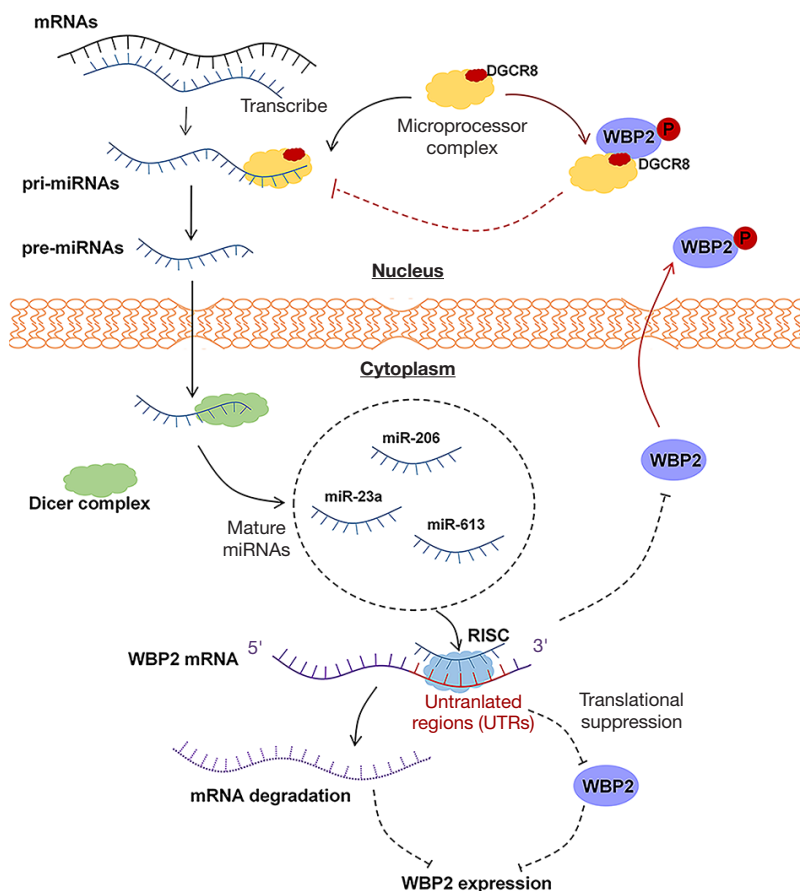 mRNAs
Transcribe
DGCR8
Microprocessor
complex
WBP2
P
DGCR8
pri-miRNAs
pre-miRNAs
WBP2
P
Nucleus
Cytoplasm
miR-206
WBP2
miR-23a
Dicer complex
miR-613
Mature
miRNAs
RISC
5'
3'
WBP2 mRNA
Untranlated
regions (UTRs)
Translational
suppression
mRNA degradation
WBP2
WBP2 expression